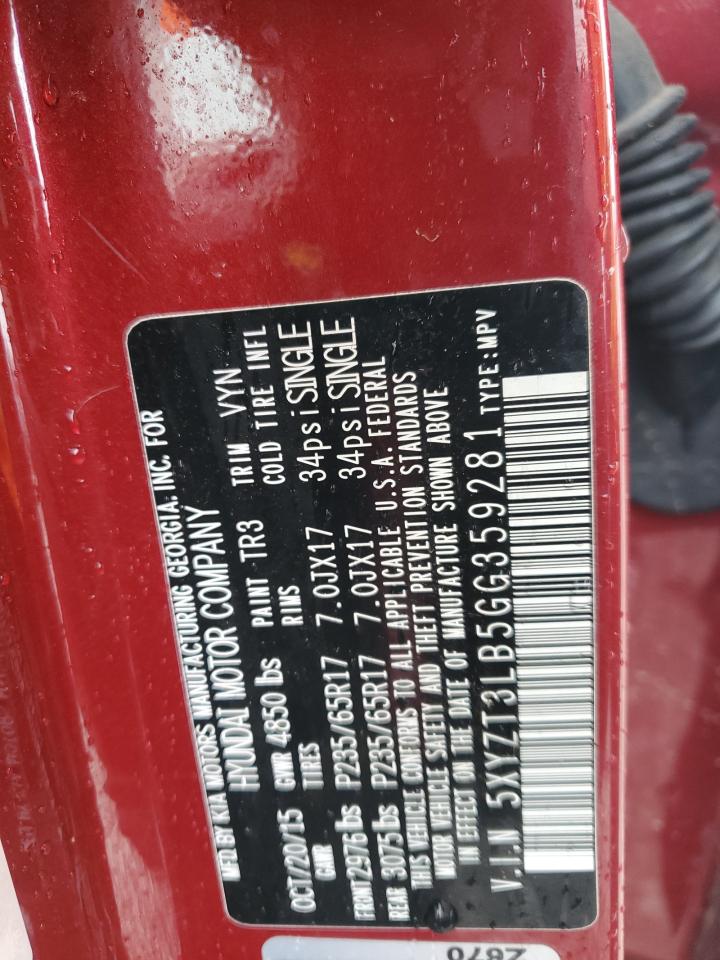 MFD BY KIA MOTORS MANUFACTURING GEORGIA, INC. FOR
HYUNDAI MOTOR COMPANY
OCT/20/15 GVWR 4850 lbs PAINT TR3 TRIM VYN
GAWR TIRES RIMS COLD TIRE INFL
FRONT 2976 lbs P235/65R17 7.0JX17 34psi SINGLE
REAR 3075 lbs P235/65R17 7.0JX17 34psi SINGLE
THIS VEHICLE CONFORMS TO ALL APPLICABLE U.S.A. FEDERAL
MOTOR VEHICLE SAFETY AND THEFT PREVENTION STANDARDS
IN EFFECT ON THE DATE OF MANUFACTURE SHOWN ABOVE
V.I.N 5XYZT3LB5GG359281 TYPE:MPV